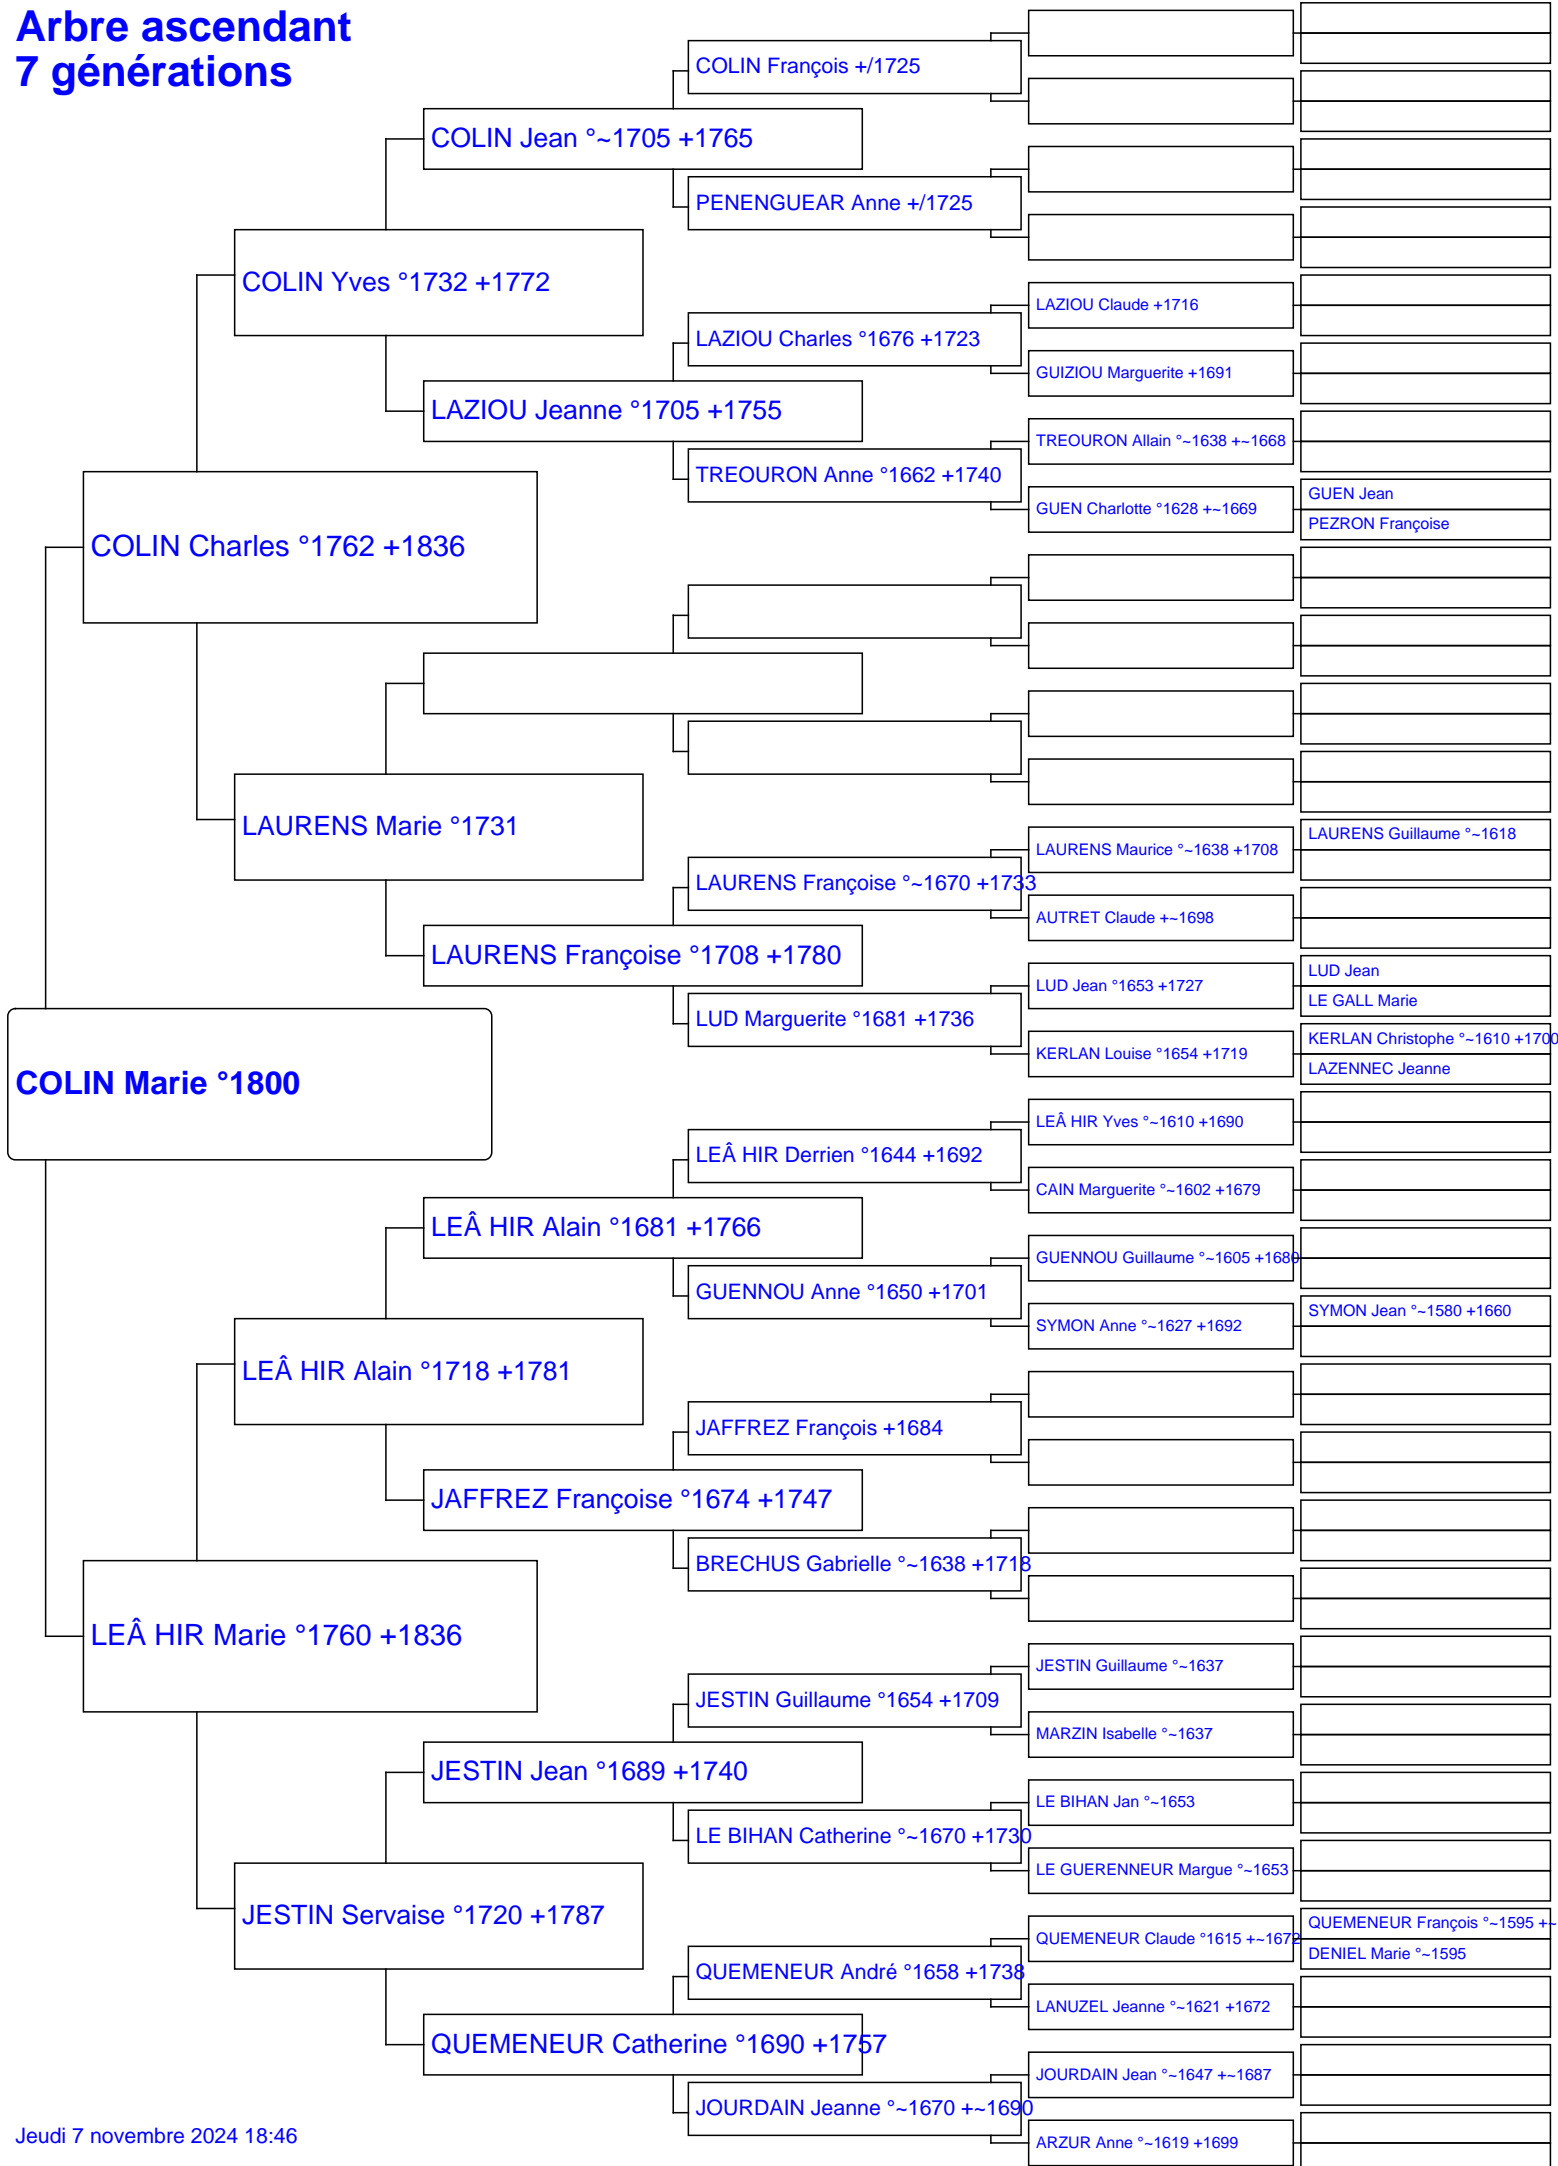 Arbre ascendant
7 générations
COLIN François +/1725
COLIN Jean °~1705 +1765
PENENGUEAR Anne +/1725
COLIN Yves °1732 +1772
LAZIOU Claude +1716
LAZIOU Charles °1676 +1723
GUIZIOU Marguerite +1691
LAZIOU Jeanne °1705 +1755
TREOURON Allain °~1638 +~1668
TREOURON Anne °1662 +1740
GUEN Jean
GUEN Charlotte °1628 +~1669
PEZRON Françoise
COLIN Charles °1762 +1836
LAURENS Marie °1731
LAURENS Guillaume °~1618
LAURENS Maurice °~1638 +1708
LAURENS Françoise °~1670 +1733
AUTRET Claude +~1698
LAURENS Françoise °1708 +1780
LUD Jean
LUD Jean °1653 +1727
LE GALL Marie
LUD Marguerite °1681 +1736
KERLAN Christophe °~1610 +1700
KERLAN Louise °1654 +1719
LAZENNEC Jeanne
COLIN Marie °1800
LEÂ HIR Yves °~1610 +1690
LEÂ HIR Derrien °1644 +1692
CAIN Marguerite °~1602 +1679
LEÂ HIR Alain °1681 +1766
GUENNOU Guillaume °~1605 +1680
GUENNOU Anne °1650 +1701
SYMON Jean °~1580 +1660
SYMON Anne °~1627 +1692
LEÂ HIR Alain °1718 +1781
JAFFREZ François +1684
JAFFREZ Françoise °1674 +1747
BRECHUS Gabrielle °~1638 +1718
LEÂ HIR Marie °1760 +1836
JESTIN Guillaume °~1637
JESTIN Guillaume °1654 +1709
MARZIN Isabelle °~1637
JESTIN Jean °1689 +1740
LE BIHAN Jan °~1653
LE BIHAN Catherine °~1670 +1730
LE GUERENNEUR Margue °~1653
JESTIN Servaise °1720 +1787
QUEMENEUR François °~1595 +~
QUEMENEUR Claude °1615 +~1672
DENIEL Marie °~1595
QUEMENEUR André °1658 +1738
LANUZEL Jeanne °~1621 +1672
QUEMENEUR Catherine °1690 +1757
JOURDAIN Jean °~1647 +~1687
JOURDAIN Jeanne °~1670 +~1690
ARZUR Anne °~1619 +1699
Jeudi 7 novembre 2024 18:46